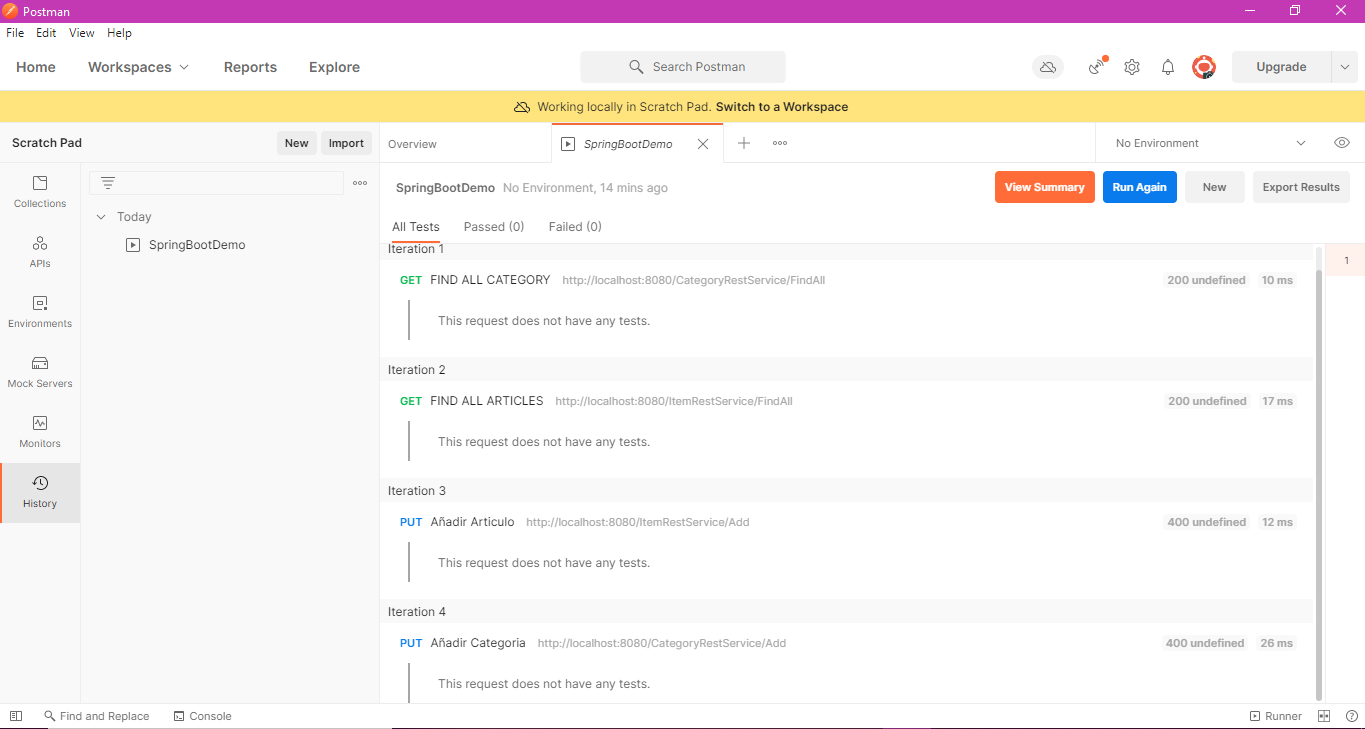 Postman
File Edit View Help
Home Workspaces Reports Explore Search Postman Upgrade
Working locally in Scratch Pad. Switch to a Workspace
Scratch Pad New Import Overview SpringBootDemo No Environment
SpringBootDemo No Environment, 14 mins ago View Summary Run Again New Export Results
Collections
Today
SpringBootDemo
APIs
Environments
Mock Servers
Monitors
History
All Tests Passed (0) Failed (0)
Iteration 1
1
GET FIND ALL CATEGORY http://localhost:8080/CategoryRestService/FindAll 200 undefined 10 ms
This request does not have any tests.
Iteration 2
GET FIND ALL ARTICLES http://localhost:8080/ItemRestService/FindAll 200 undefined 17 ms
This request does not have any tests.
Iteration 3
PUT Añadir Articulo http://localhost:8080/ItemRestService/Add 400 undefined 12 ms
This request does not have any tests.
Iteration 4
PUT Añadir Categoria http://localhost:8080/CategoryRestService/Add 400 undefined 26 ms
This request does not have any tests.
Find and Replace Console Runner